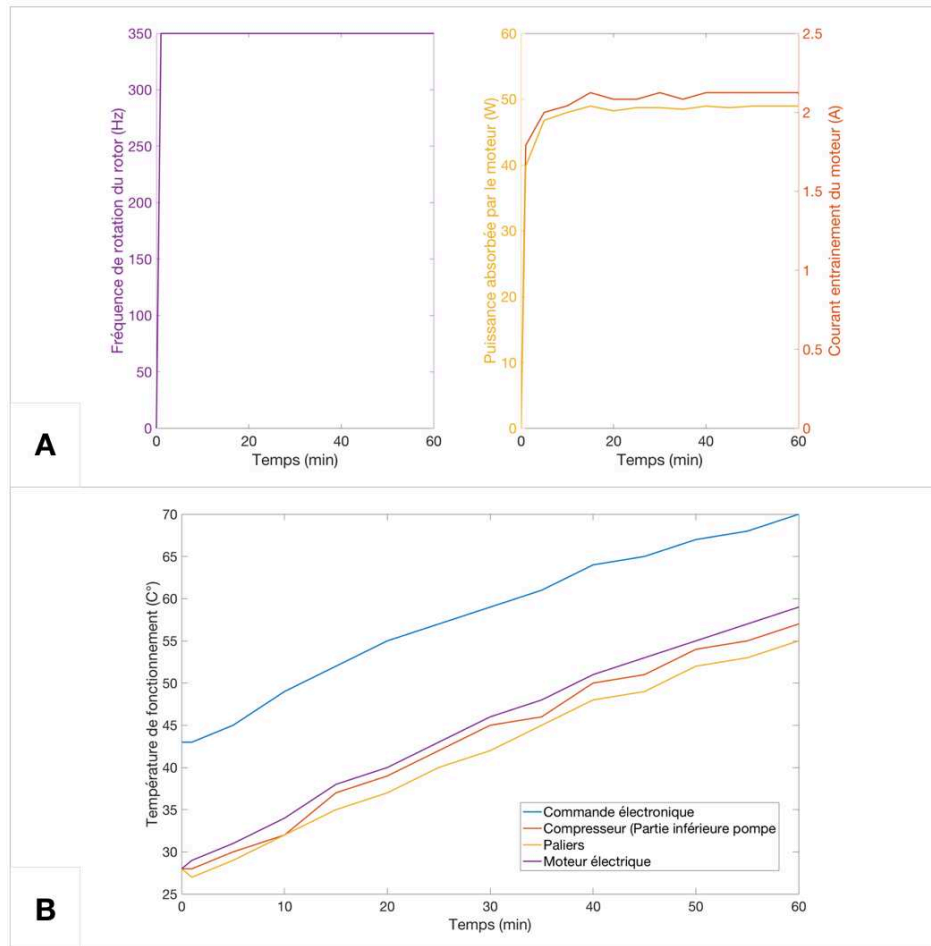 Fréquence de rotation du rotor (Hz)
350
300
250
200
150
100
50
0
0 20 40 60
Temps (min)
Puissance absorbée par le moteur (W)
60
50
40
30
20
10
0
0 20 40 60
Temps (min)
2.5
2
1.5
1
0.5
0
Courant entrainement du moteur (A)
A
Température de fonctionnement (C°)
70
65
60
55
50
45
40
35
30
25
0 10 20 30 40 50 60
Temps (min)
Commande électronique
Compresseur (Partie inférieure pompe
Paliers
Moteur électrique
B